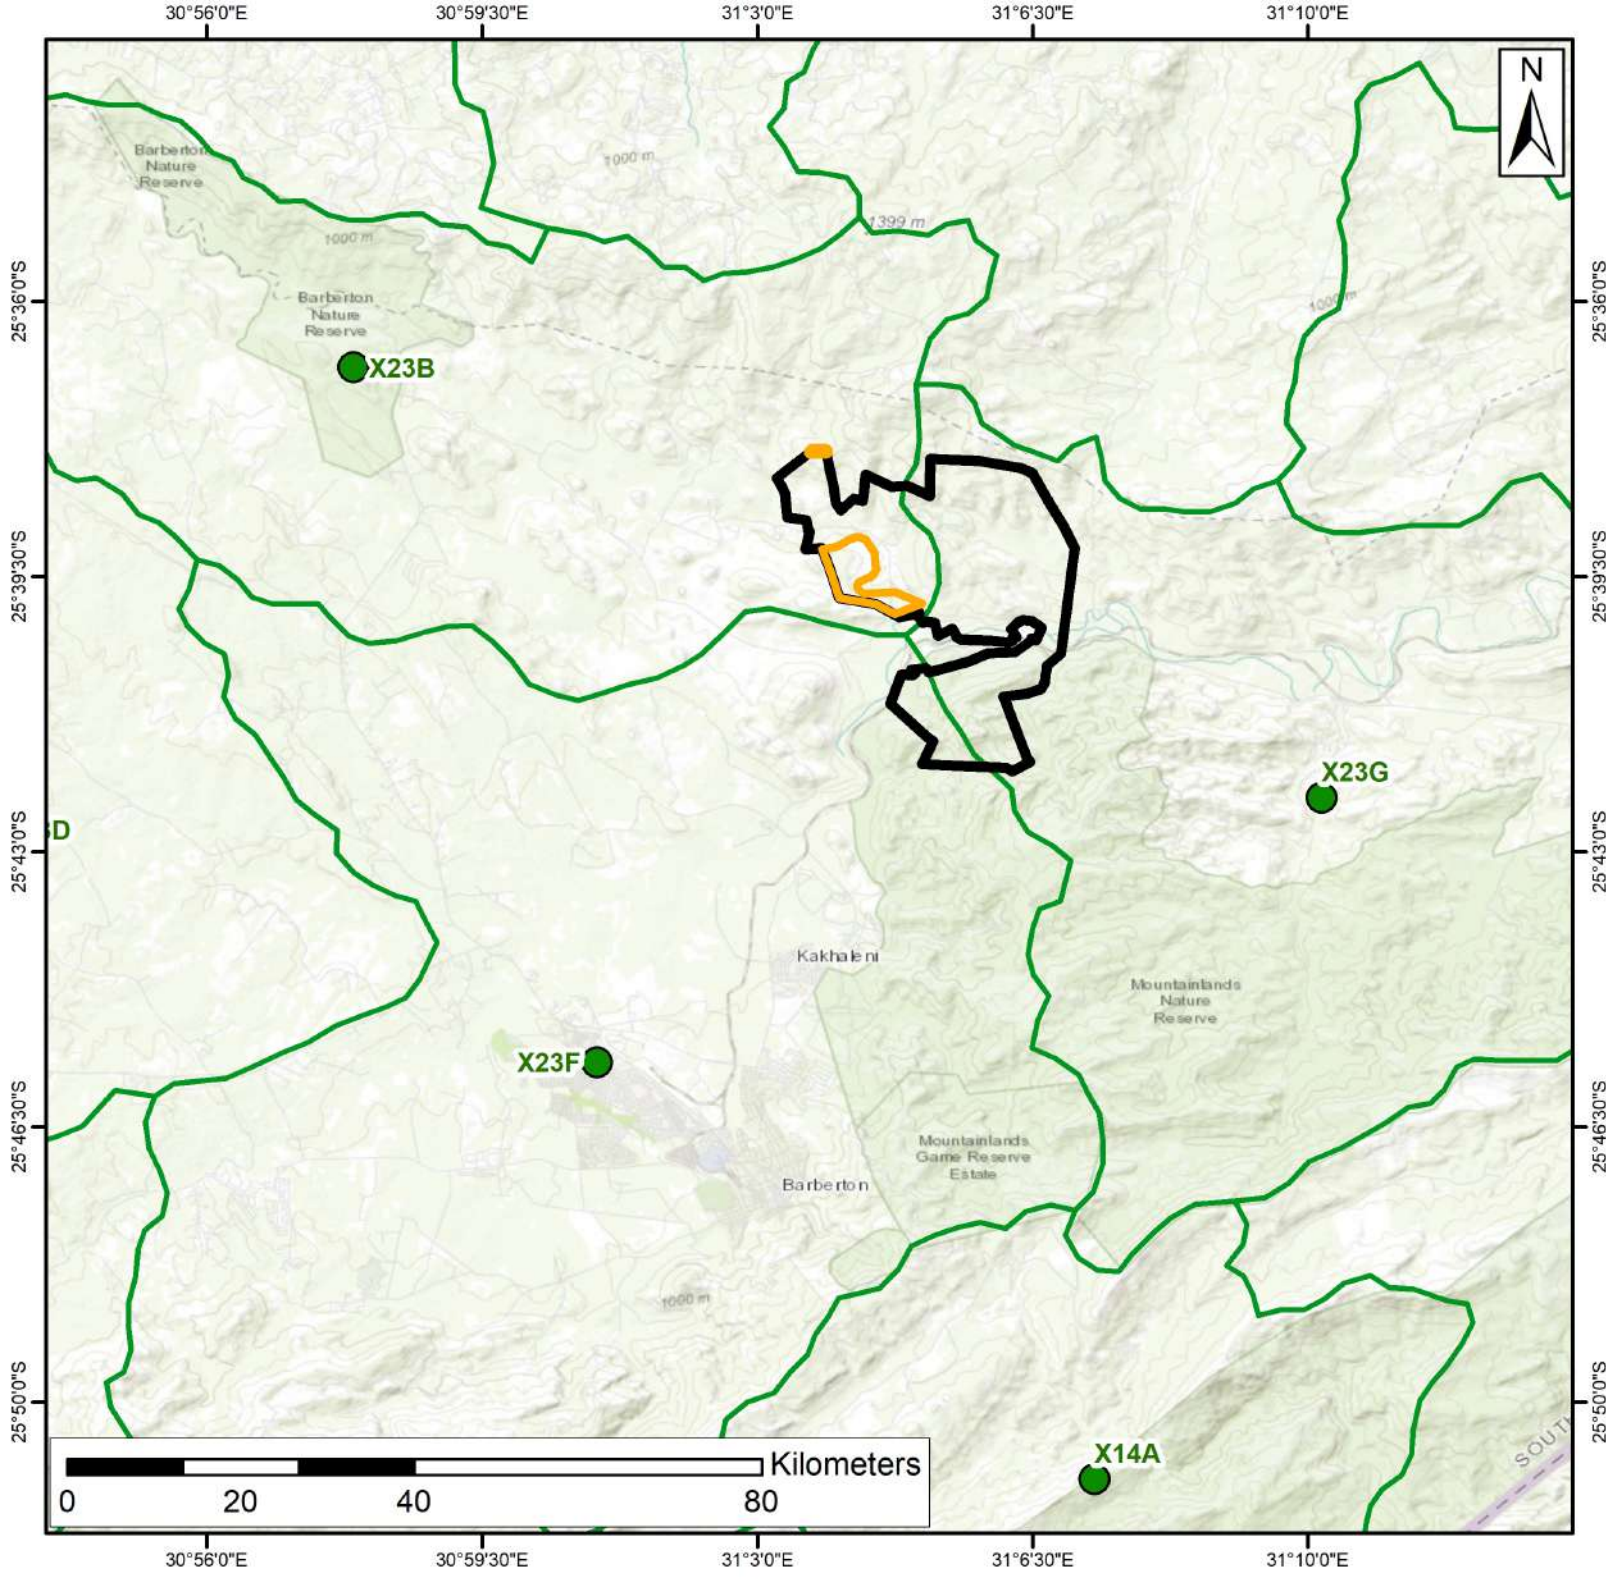 30°56'0"E
30°59'30"E
31°3'0"E
31°6'30"E
31°10'0"E
N
Barberton
Nature
Reserve
1000 m
1399 m
1000 m
25°36'0"S
25°36'0"S
1000 m
Barberton
Nature
Reserve
X23B
25°39'30"S
25°39'30"S
X23G
D
25°43'0"S
25°43'0"S
Kakhaleni
Mountainlands
Nature
Reserve
X23F
25°46'30"S
25°46'30"S
Mountainlands
Game Reserve
Estate
Barberton
1000 m
25°50'0"S
25°50'0"S
SOUTH
X14A
Kilometers
0 20 40 80
30°56'0"E
30°59'30"E
31°3'0"E
31°6'30"E
31°10'0"E